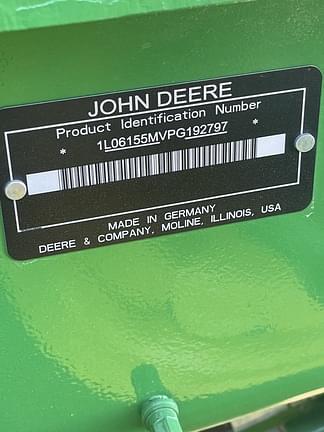 JOHN DEERE
Product Identification Number
* 1L06155MVPG192797 *
MADE IN GERMANY
DEERE & COMPANY, MOLINE, ILLINOIS, USA